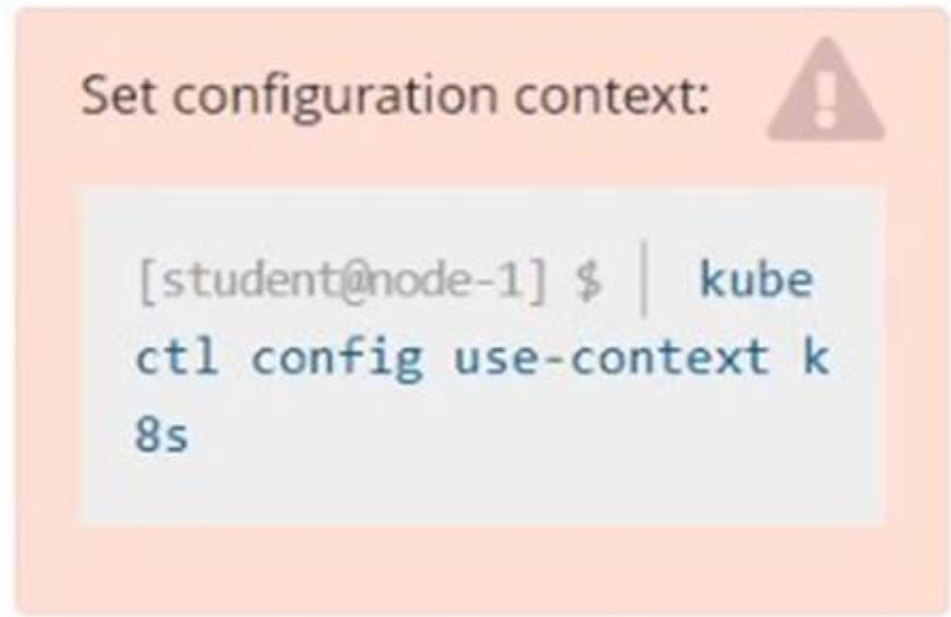 Set configuration context:
[student@node-1] $ | kube
ctl config use-context k
8s